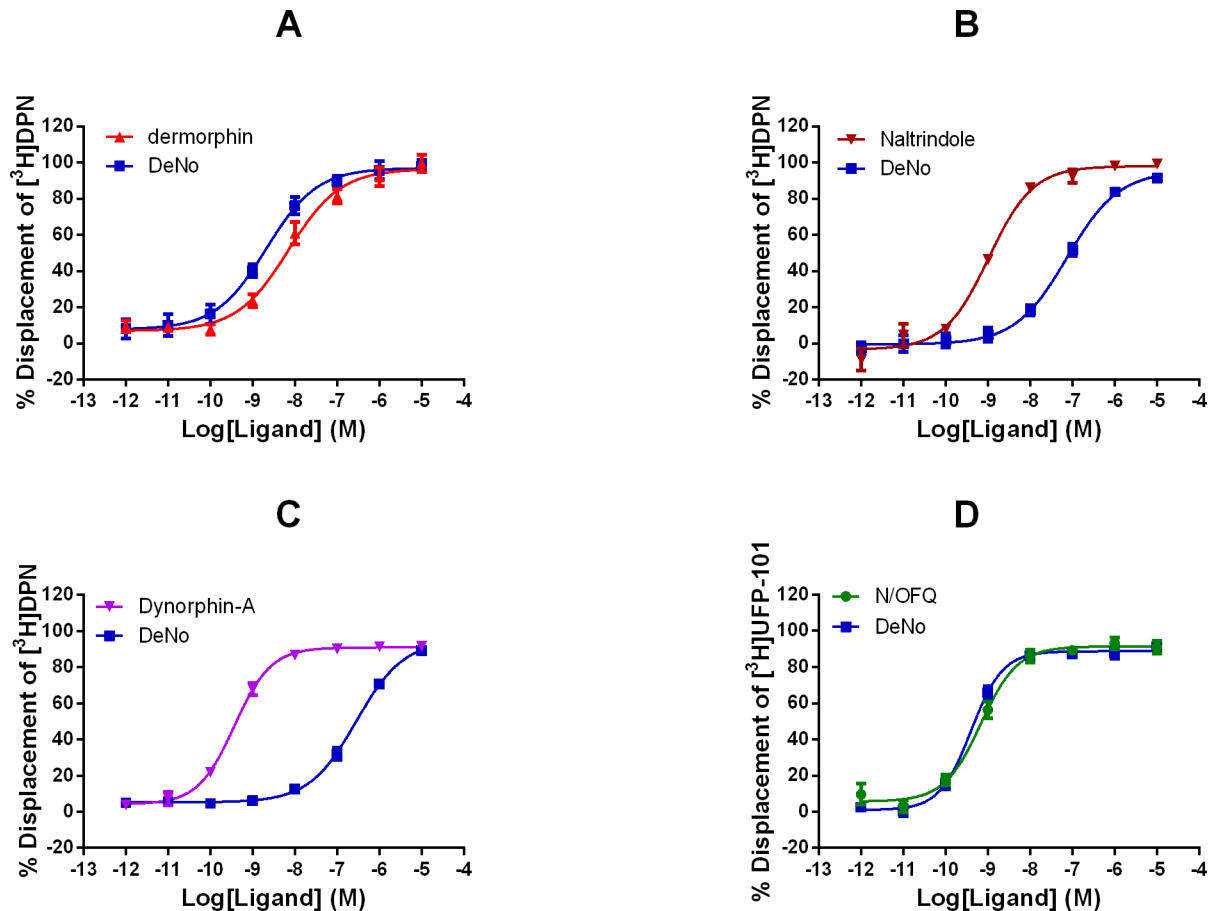 A
% Displacement of [³H]DPN
120
100
80
60
40
20
0
-20
dermorphin
DeNo
-13 -12 -11 -10 -9 -8 -7 -6 -5 -4
Log[Ligand] (M)
B
% Displacement of [³H]DPN
120
100
80
60
40
20
0
-20
Naltrindole
DeNo
-13 -12 -11 -10 -9 -8 -7 -6 -5 -4
Log[Ligand] (M)
C
% Displacement of [³H]DPN
120
100
80
60
40
20
0
-20
Dynorphin-A
DeNo
-13 -12 -11 -10 -9 -8 -7 -6 -5 -4
Log[Ligand] (M)
D
% Displacement of [³H]UFP-101
120
100
80
60
40
20
0
-20
N/OFQ
DeNo
-13 -12 -11 -10 -9 -8 -7 -6 -5 -4
Log[Ligand] (M)